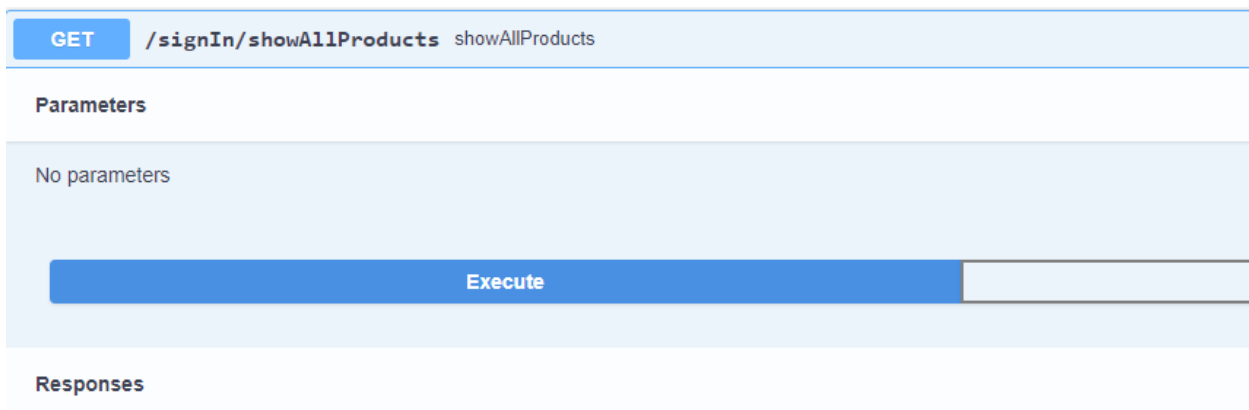 GET /signIn/showAllProducts showAllProducts
Parameters
No parameters
Execute
Responses